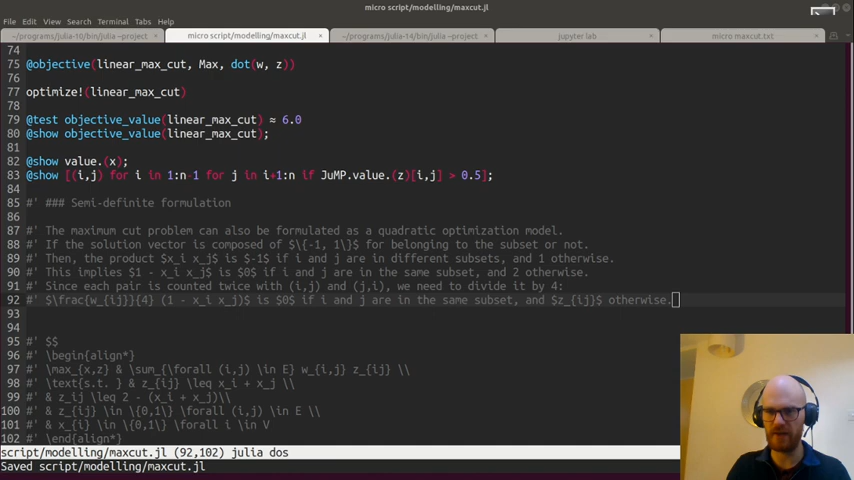 micro script/modelling/maxcut.jl
File Edit View Search Terminal Tabs Help
~/programs/julia-10/bin/julia –project × micro script/modelling/maxcut.jl × ~/programs/julia-14/bin/julia –project × jupyter lab × micro maxcut.txt ×
74
75 @objective(linear_max_cut, Max, dot(w, z))
76
77 optimize!(linear_max_cut)
78
79 @test objective_value(linear_max_cut) ≈ 6.0
80 @show objective_value(linear_max_cut);
81
82 @show value.(x);
83 @show [(i,j) for i in 1:n-1 for j in i+1:n if JuMP.value.(z)[i,j] > 0.5];
84
85 #' ### Semi-definite formulation
86
87 #' The maximum cut problem can also be formulated as a quadratic optimization model.
88 #' If the solution vector is composed of $\{-1, 1\}$ for belonging to the subset or not.
89 #' Then, the product $x_i x_j$ is $-1$ if i and j are in different subsets, and 1 otherwise.
90 #' This implies $1 - x_i x_j$ is $0$ if i and j are in the same subset, and 2 otherwise.
91 #' Since each pair is counted twice with (i,j) and (j,i), we need to divide it by 4:
92 #' $\frac{w_{ij}}{4} (1 - x_i x_j)$ is $0$ if i and j are in the same subset, and $z_{ij}$ otherwise.
93
94
95 #' $$
96 #' \begin{align*}
97 #' \max_{x,z} & \sum_{\forall (i,j) \in E} w_{i,j} z_{ij} \\
98 #' \text{s.t. } & z_{ij} \leq x_i + x_j \\
99 #' & z_ij \leq 2 - (x_i + x_j)\\
100 #' & z_{ij} \in \{0,1\} \forall (i,j) \in E \\
101 #' & x_{i} \in \{0,1\} \forall i \in V
102 #' \end{align*}
script/modelling/maxcut.jl (92,102) julia dos
Saved script/modelling/maxcut.jl